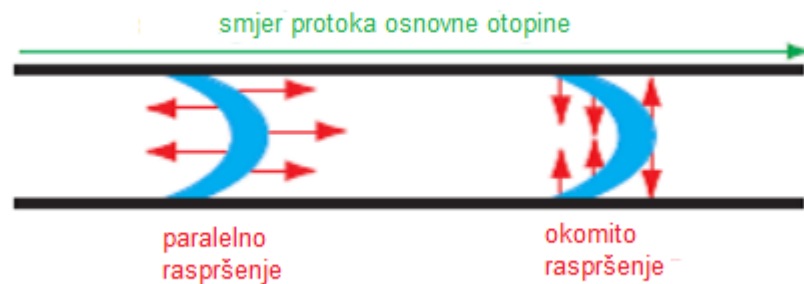 smjer protoka osnovne otopine
paralelno
raspršenje
okomito
raspršenje